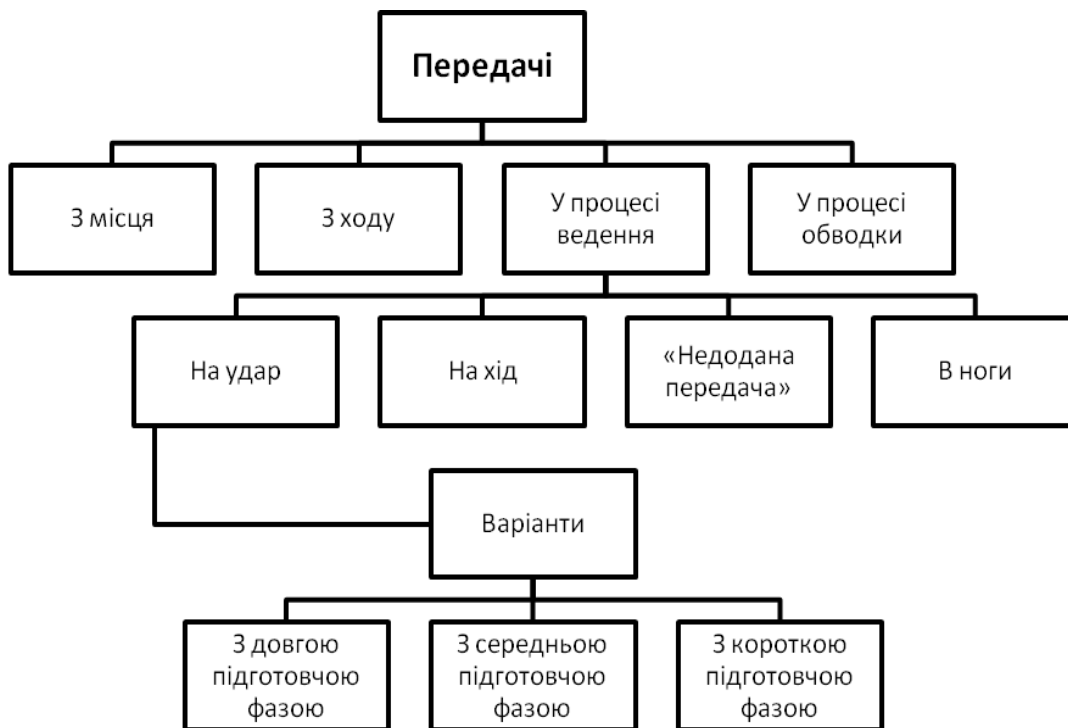 Передачі
З місця
З ходу
У процесі
ведення
У процесі
обводки
На удар
На хід
«Недодана
передача»
В ноги
Варіанти
З довгою
підготовчою
фазою
З середньою
підготовчою
фазою
З короткою
підготовчою
фазою